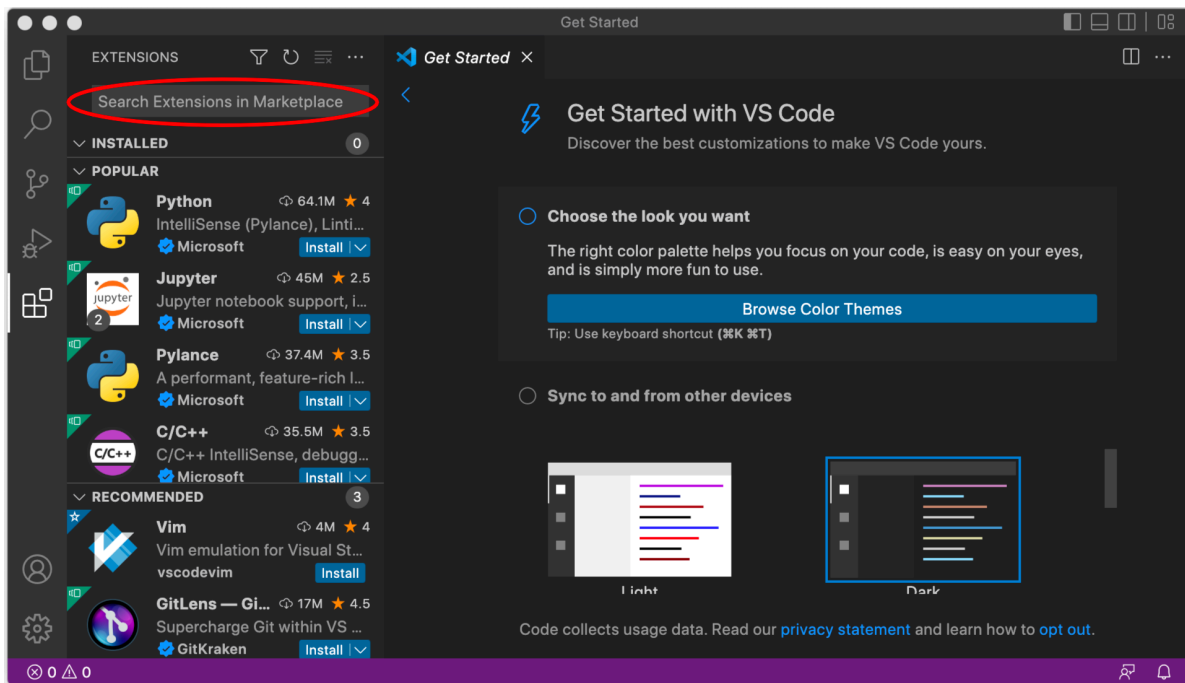 Get Started
EXTENSIONS
Search Extensions in Marketplace
INSTALLED 0
POPULAR
Python 64.1M ★ 4
IntelliSense (Pylance), Linti...
Microsoft Install
jupyter
2
Jupyter 45M ★ 2.5
Jupyter notebook support, i...
Microsoft Install
Pylance 37.4M ★ 3.5
A performant, feature-rich l...
Microsoft Install
C/C++
C/C++ 35.5M ★ 3.5
C/C++ IntelliSense, debugg...
Microsoft Install
RECOMMENDED 3
Vim 4M ★ 4
Vim emulation for Visual St...
vscodevim Install
GitLens — Gi... 17M ★ 4.5
Supercharge Git within VS ...
GitKraken Install
0 0
Get Started
Get Started with VS Code
Discover the best customizations to make VS Code yours.
Choose the look you want
The right color palette helps you focus on your code, is easy on your eyes,
and is simply more fun to use.
Browse Color Themes
Tip: Use keyboard shortcut (⌘K ⌘T)
Sync to and from other devices
Light
Dark
Code collects usage data. Read our privacy statement and learn how to opt out.